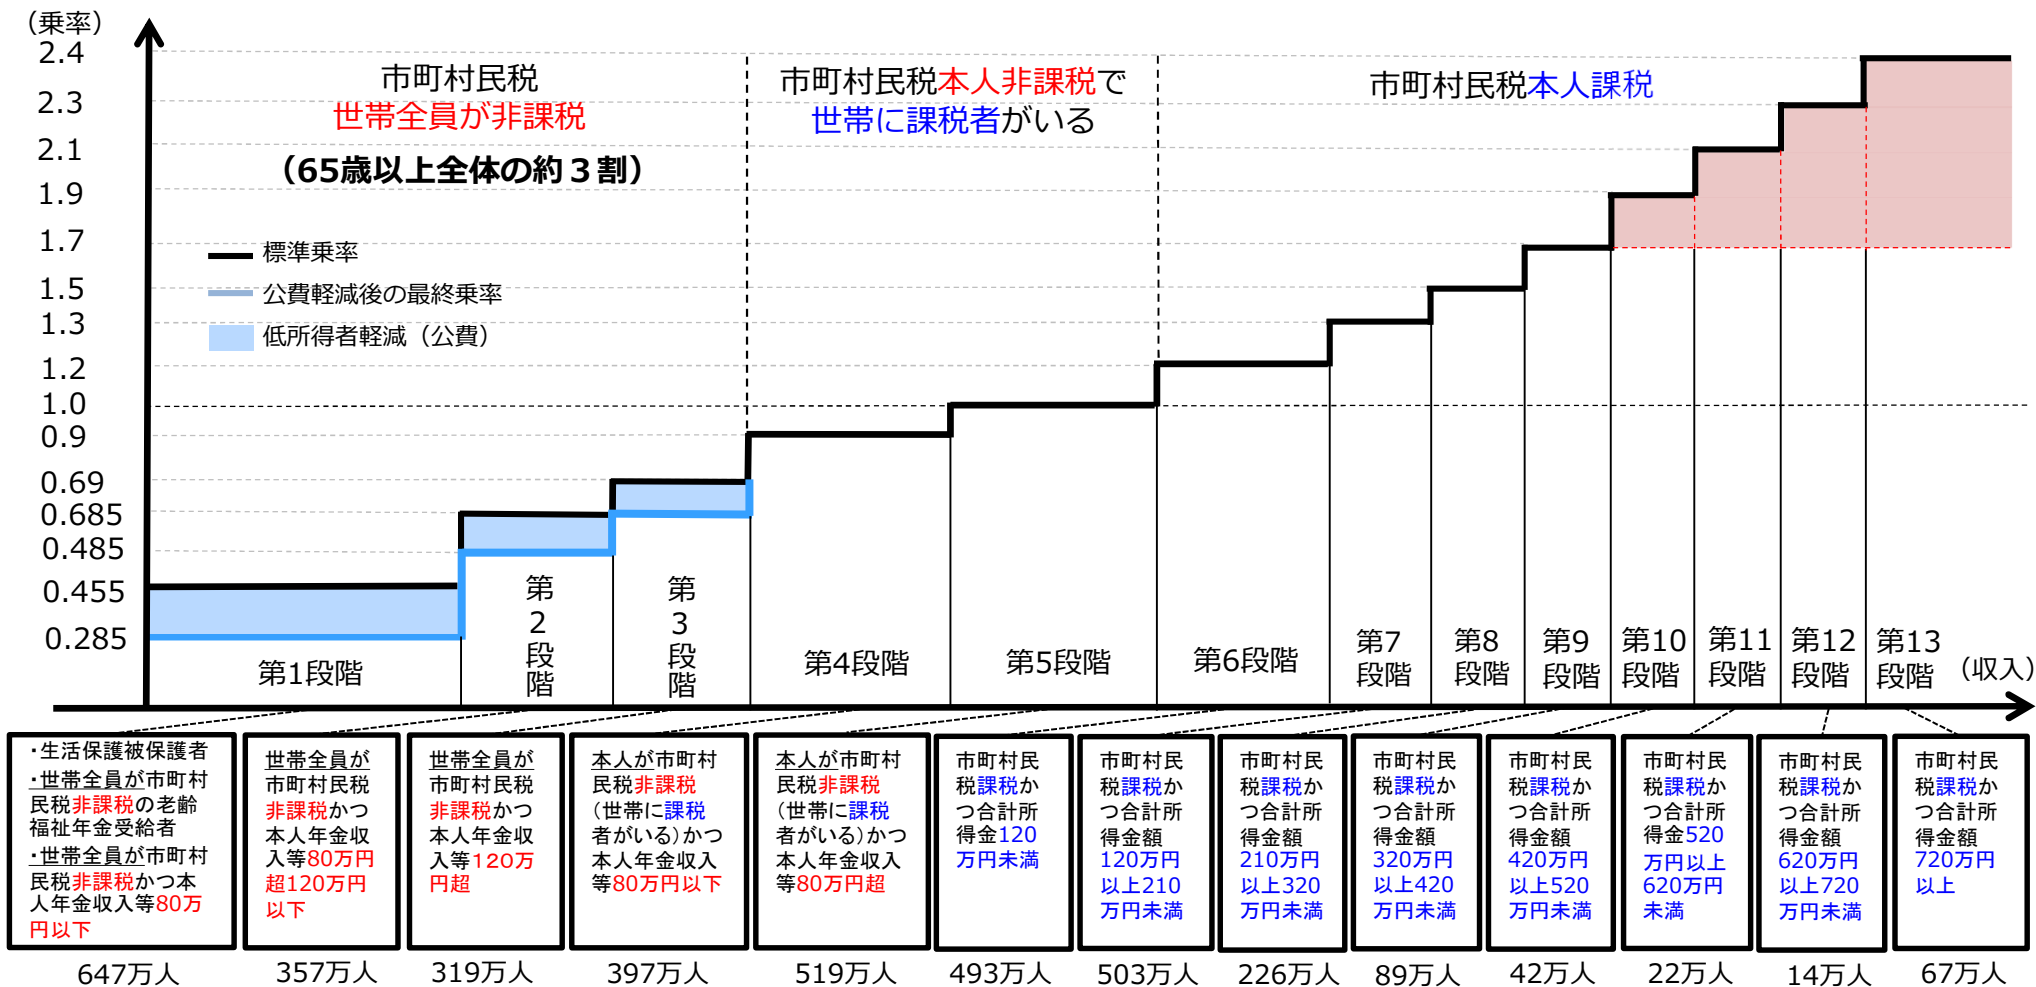 （乗率）
2.4
2.3
2.1
1.9
1.7
1.5
1.3
1.2
1.0
0.9
0.69
0.685
0.485
0.455
0.285
市町村民税
世帯全員が非課税
（65歳以上全体の約３割）
市町村民税本人非課税で
世帯に課税者がいる
市町村民税本人課税
標準乗率
公費軽減後の最終乗率
低所得者軽減（公費）
第1段階
第2段階
第3段階
第4段階
第5段階
第6段階
第7
段階
第8
段階
第9
段階
第10
段階
第11
段階
第12
段階
第13
段階
（収入）
・生活保護被保護者
・世帯全員が市町村
民税非課税の老齢
福祉年金受給者
・世帯全員が市町村
民税非課税かつ本
人年金収入等80万
円以下
647万人
世帯全員が
市町村民税
非課税かつ
本人年金収
入等80万円
超120万円
以下
357万人
世帯全員が
市町村民税
非課税かつ
本人年金収
入等１２０万
円超
319万人
本人が市町村
民税非課税
（世帯に課税
者がいる）かつ
本人年金収入
等80万円以下
397万人
本人が市町村
民税非課税
（世帯に課税
者がいる）かつ
本人年金収入
等80万円超
519万人
市町村民
税課税か
つ合計所
得金120
万円未満
493万人
市町村民
税課税か
つ合計所
得金額
120万円
以上210
万円未満
503万人
市町村民
税課税か
つ合計所
得金額
210万円
以上320
万円未満
226万人
市町村民
税課税か
つ合計所
得金額
320万円
以上420
万円未満
89万人
市町村民
税課税か
つ合計所
得金額
420万円
以上520
万円未満
42万人
市町村民
税課税か
つ合計所
得金520
万円以上
620万円
未満
22万人
市町村民
税課税か
つ合計所
得金額
620万円
以上720
万円未満
14万人
市町村民
税課税か
つ合計所
得金額
720万円
以上
67万人